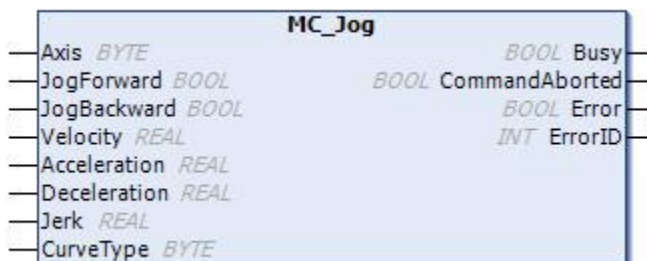 MC_Jog
Axis BYTE BOOL Busy
JogForward BOOL BOOL CommandAborted
JogBackward BOOL BOOL Error
Velocity REAL INT ErrorID
Acceleration REAL
Deceleration REAL
Jerk REAL
CurveType BYTE